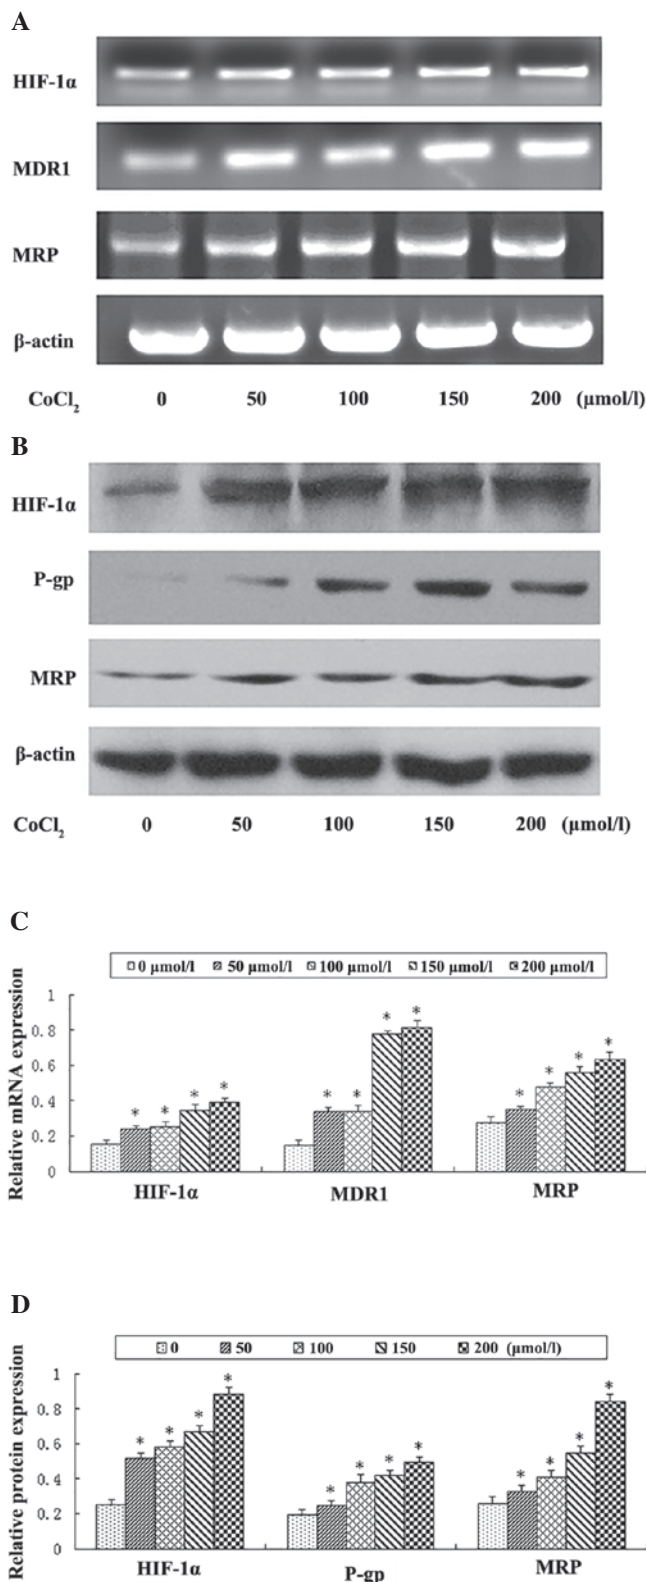 A
HIF-1α
MDR1
MRP
β-actin
CoCl2 0 50 100 150 200 (μmol/l)
B
HIF-1α
P-gp
MRP
β-actin
CoCl2 0 50 100 150 200 (μmol/l)
C
0 μmol/l 50 μmol/l 100 μmol/l 150 μmol/l 200 μmol/l
Relative mRNA expression
1
0.8
0.6
0.4
0.2
0
* * * * * * * * * * * *
HIF-1α MDR1 MRP
D
0 50 100 150 200 (μmol/l)
Relative protein expression
1
0.8
0.6
0.4
0.2
0
* * * * * * * * * * * *
HIF-1α P-gp MRP